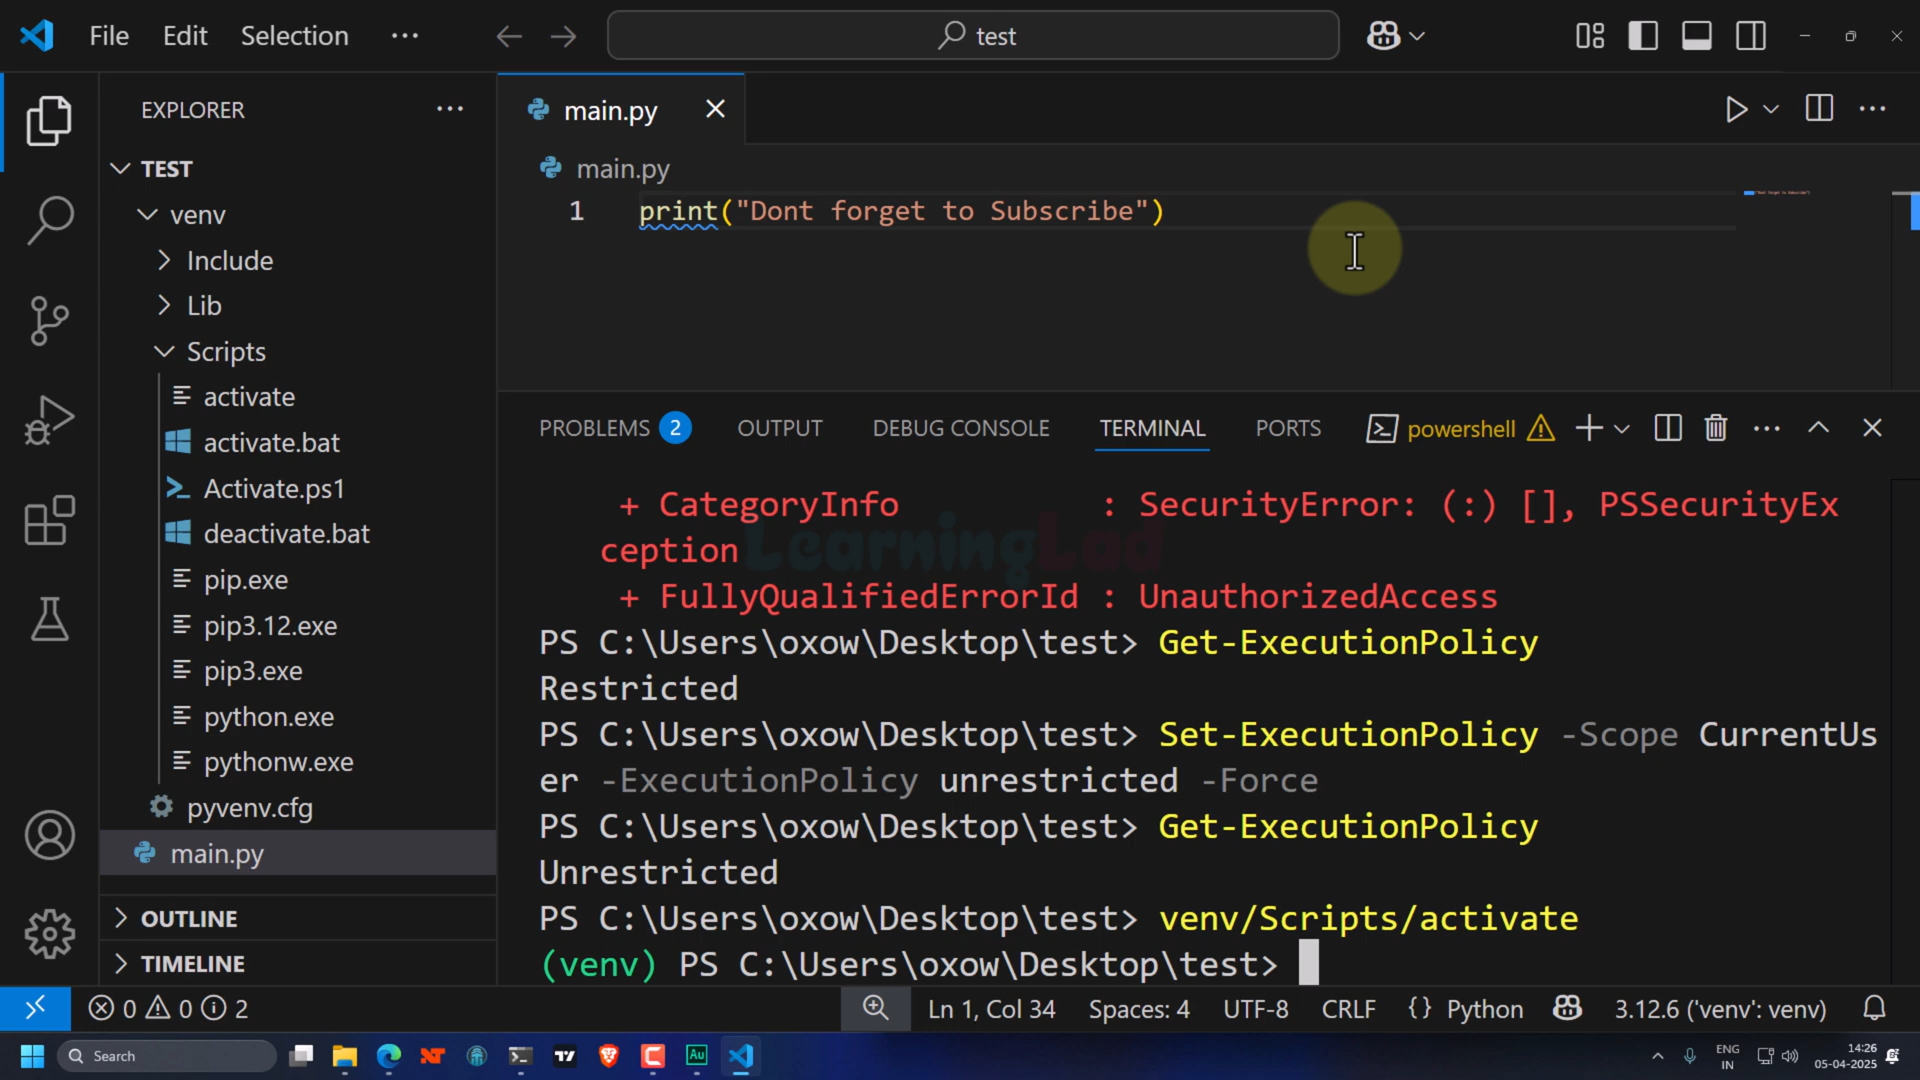 File Edit Selection ···
test
EXPLORER ···
TEST
venv
Include
Lib
Scripts
activate
activate.bat
Activate.ps1
deactivate.bat
pip.exe
pip3.12.exe
pip3.exe
python.exe
pythonw.exe
pyvenv.cfg
main.py
OUTLINE
TIMELINE
main.py
main.py
1 print("Dont forget to Subscribe")
PROBLEMS 2 OUTPUT DEBUG CONSOLE TERMINAL PORTS powershell
+ CategoryInfo : SecurityError: (:) [], PSSecurityEx
ception
+ FullyQualifiedErrorId : UnauthorizedAccess
PS C:\Users\oxow\Desktop\test> Get-ExecutionPolicy
Restricted
PS C:\Users\oxow\Desktop\test> Set-ExecutionPolicy -Scope CurrentUs
er -ExecutionPolicy unrestricted -Force
PS C:\Users\oxow\Desktop\test> Get-ExecutionPolicy
Unrestricted
PS C:\Users\oxow\Desktop\test> venv/Scripts/activate
(venv) PS C:\Users\oxow\Desktop\test>
LearningLad
0 0 2 Ln 1, Col 34 Spaces: 4 UTF-8 CRLF {} Python 3.12.6 ('venv': venv)
Search
Au
ENG
IN
14:26
05-04-2025